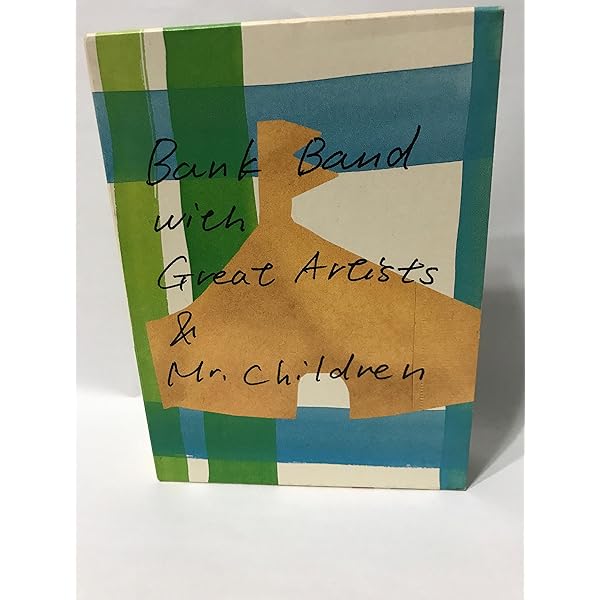 Bank Band
with
Great Artists
&
Mr. Children